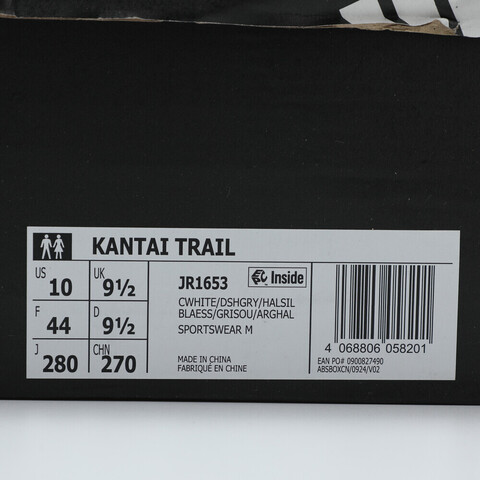 KANTAI TRAIL
US 10 UK 9½
F 44 D 9½
J 280 CHN 270
JR1653 Inside
CWHITE/DSHGRY/HALSIL
BLAESS/GRISOU/ARGHAL
SPORTSWEAR M
MADE IN CHINA
FABRIQUÉ EN CHINE
4 068806 058201
EAN PO# 0900827490
ABSBOXCN/0924/V02